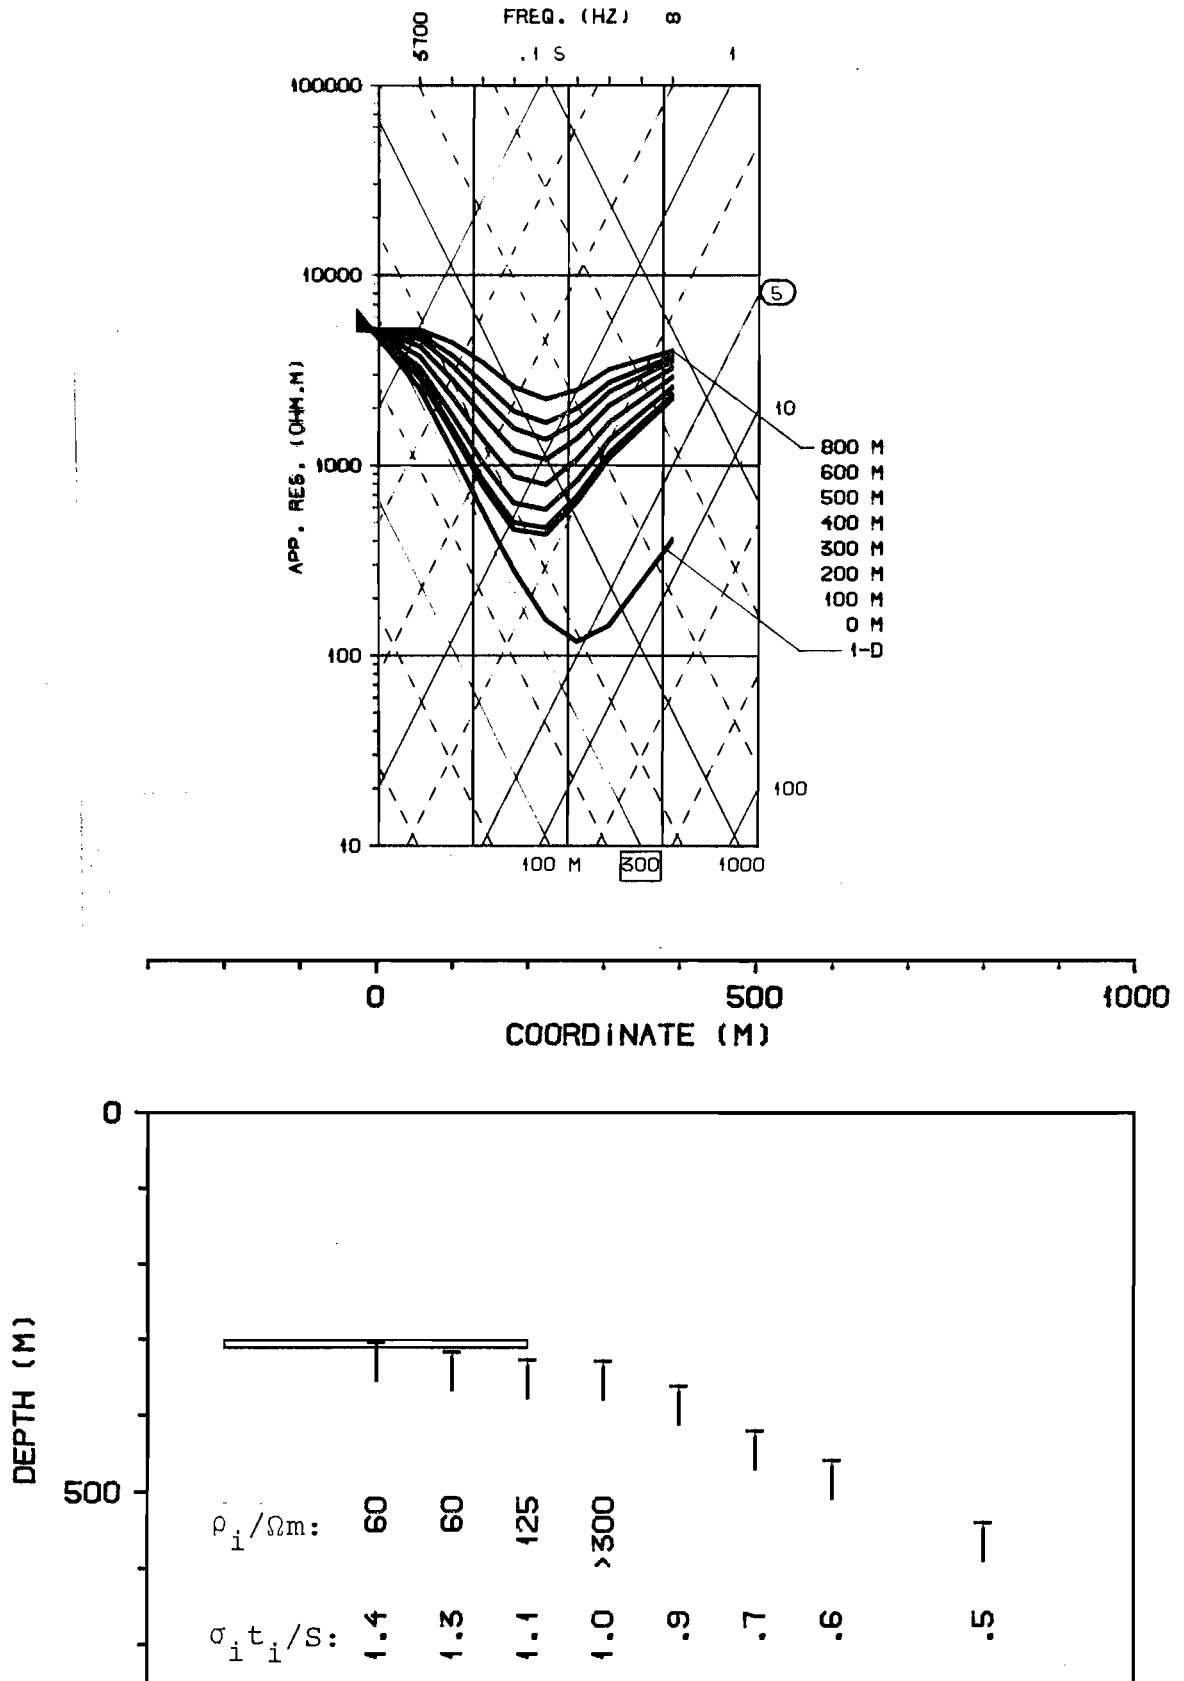 FREQ. (HZ) 8
3700
.1 S 1
100000
10000
5
10
APP. RES. (OHM.M)
800 M
600 M
1000
500 M
400 M
300 M
200 M
100 M
0 M
1-D
100
100
10
100 M 300 1000
0 500 1000
COORDINATE (M)
0
DEPTH (M)
500
ρi/Ωm: 60 60 125 >300
σiti/S: 1.4 1.3 1.1 1.0 .9 .7 .6 .5